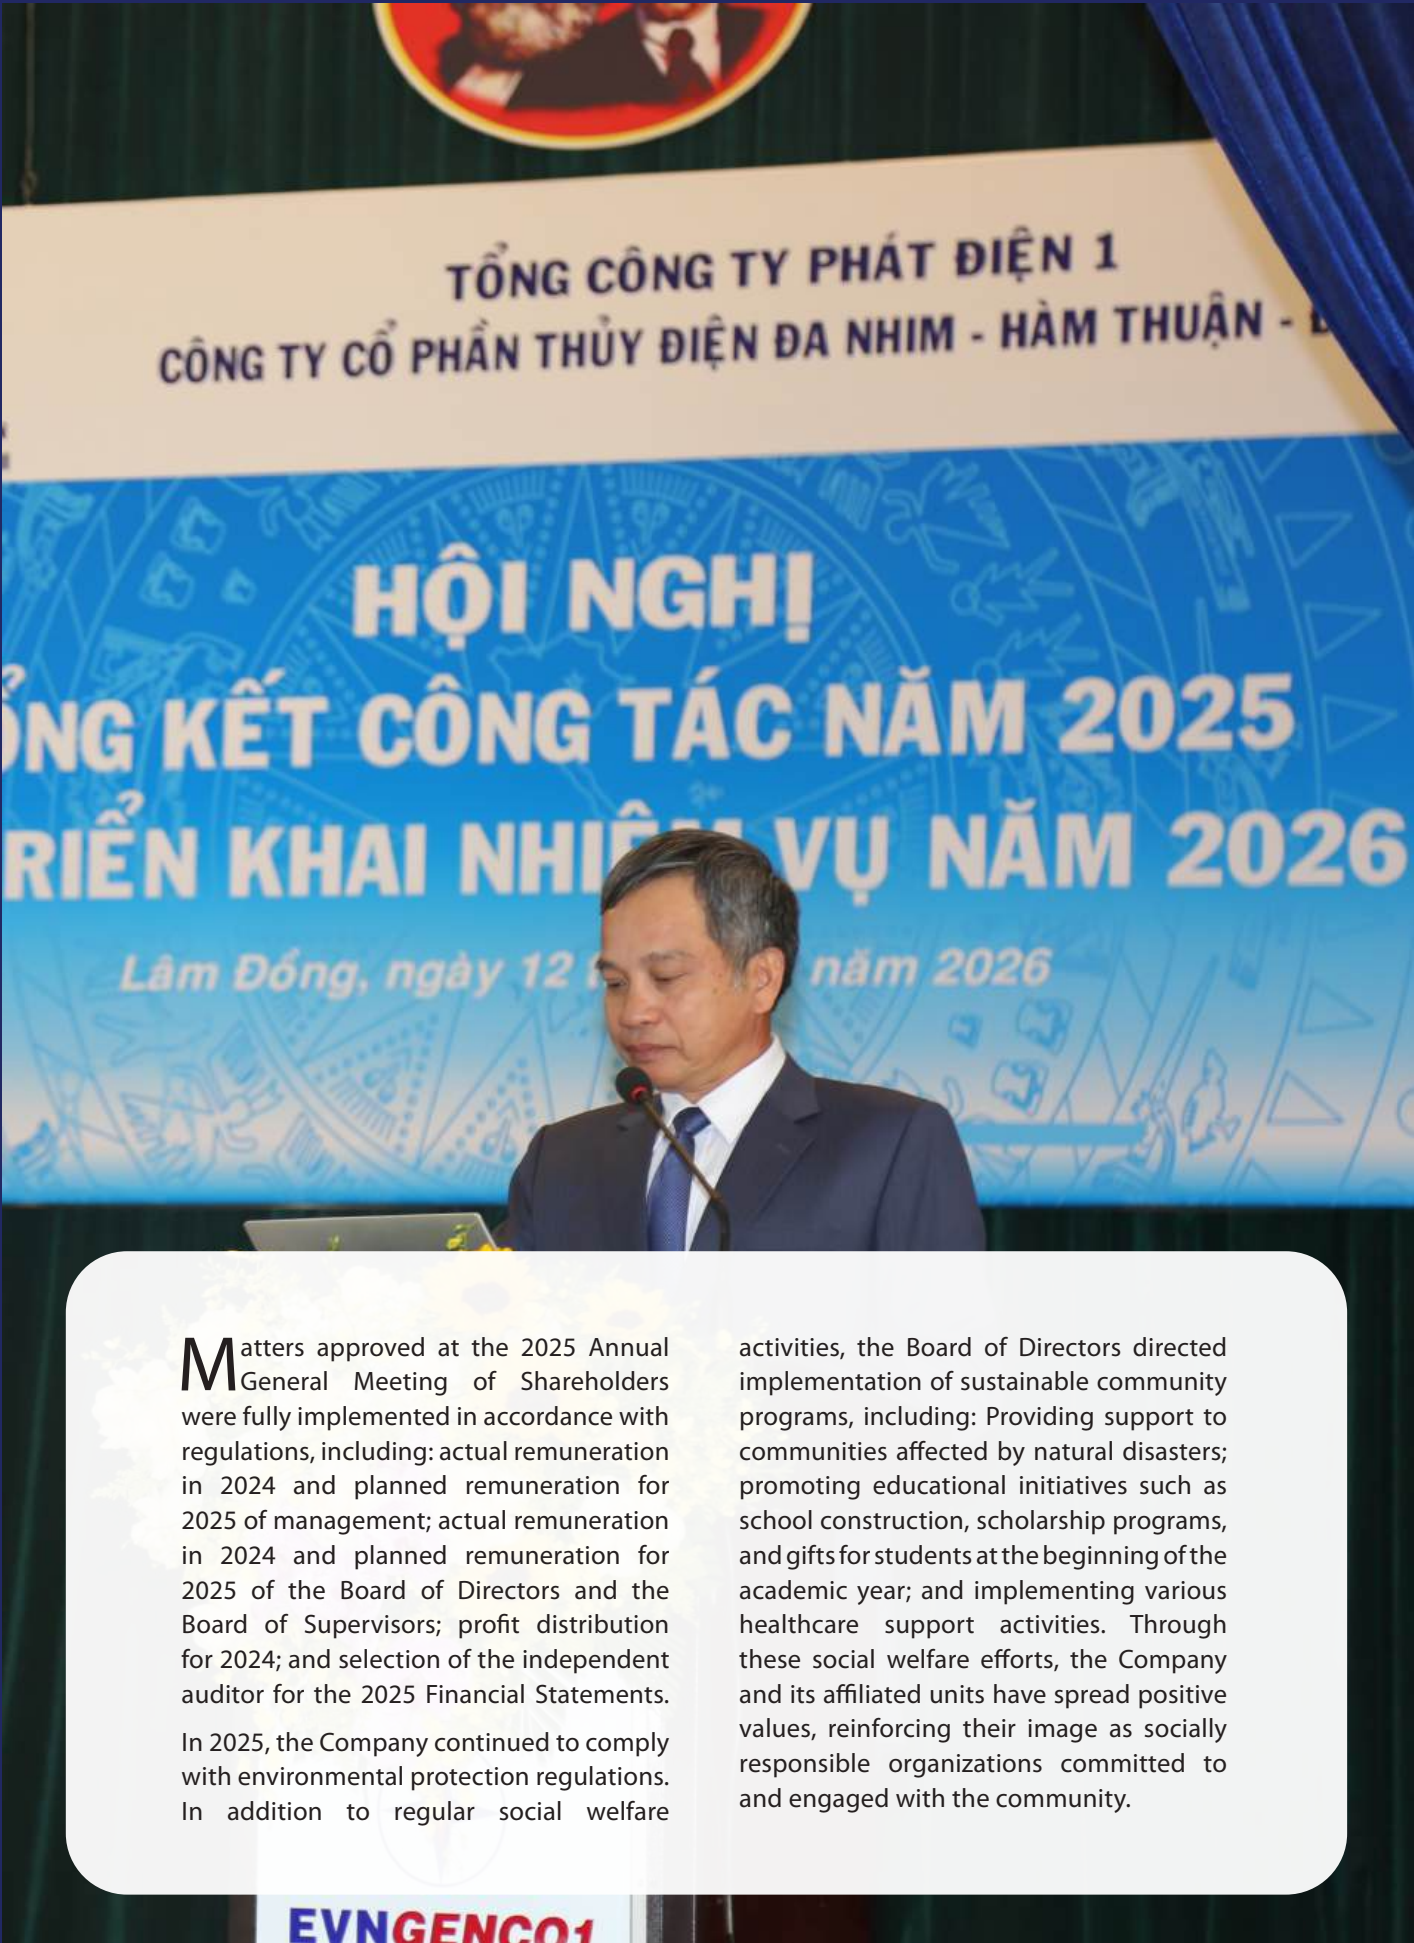 TỔNG CÔNG TY PHÁT ĐIỆN 1
CÔNG TY CỔ PHẦN THỦY ĐIỆN ĐA NHIM - HÀM THUẬN -
HỘI NGHỊ
ỔNG KẾT CÔNG TÁC NĂM 2025
RIỂN KHAI NHIỆM VỤ NĂM 2026
Lâm Đồng, ngày 12 năm 2026
Matters approved at the 2025 Annual
General Meeting of Shareholders
were fully implemented in accordance with
regulations, including: actual remuneration
in 2024 and planned remuneration for
2025 of management; actual remuneration
in 2024 and planned remuneration for
2025 of the Board of Directors and the
Board of Supervisors; profit distribution
for 2024; and selection of the independent
auditor for the 2025 Financial Statements.
In 2025, the Company continued to comply
with environmental protection regulations.
In addition to regular social welfare
activities, the Board of Directors directed
implementation of sustainable community
programs, including: Providing support to
communities affected by natural disasters;
promoting educational initiatives such as
school construction, scholarship programs,
and gifts for students at the beginning of the
academic year; and implementing various
healthcare support activities. Through
these social welfare efforts, the Company
and its affiliated units have spread positive
values, reinforcing their image as socially
responsible organizations committed to
and engaged with the community.
EVNGENCO1